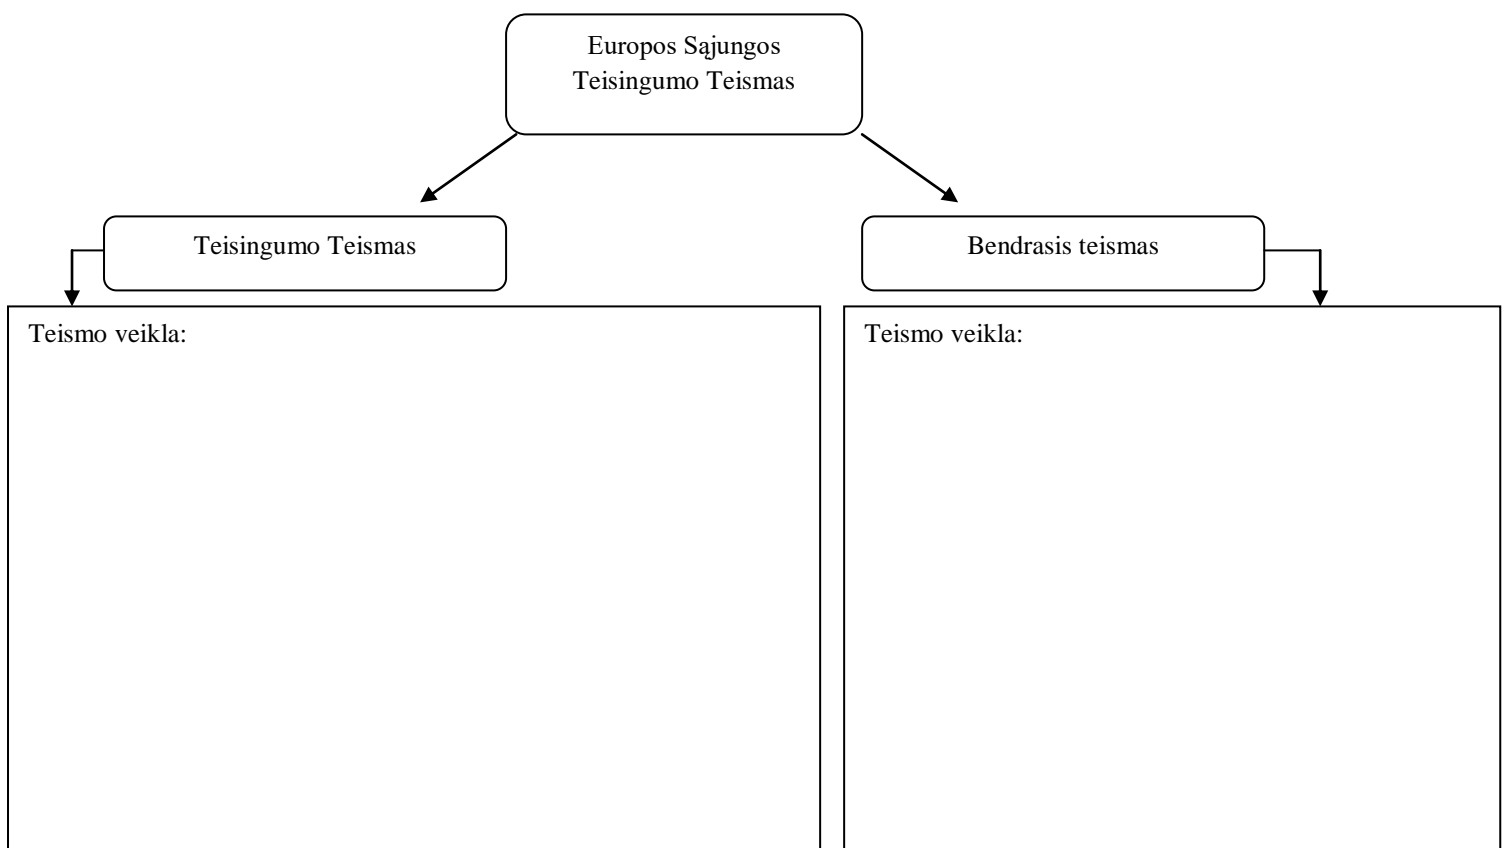 Europos Sąjungos
Teisingumo Teismas
Teisingumo Teismas
Bendrasis teismas
Teismo veikla:
Teismo veikla: